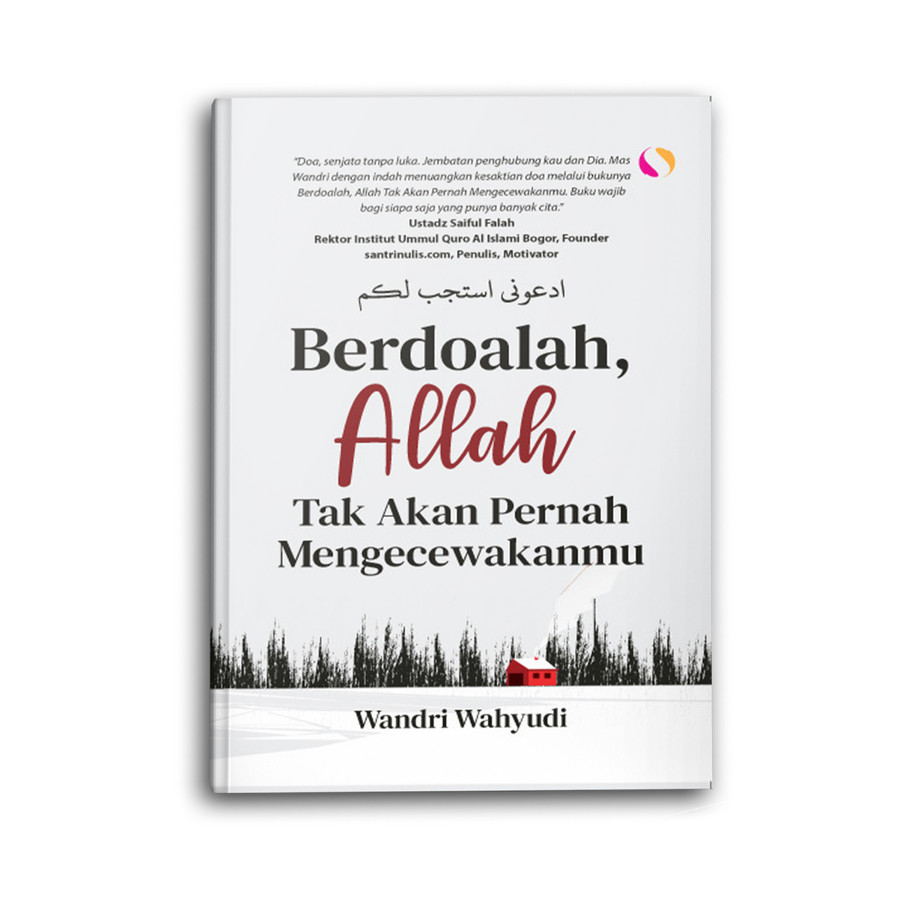 "Doa, senjata tanpa luka. Jembatan penghubung kau dan Dia. Mas
Wandri dengan indah menuangkan kesaktian doa melalui bukunya
Berdoalah, Allah Tak Akan Pernah Mengecewakanmu. Buku wajib
bagi siapa saja yang punya banyak cita."
Ustadz Saiful Falah
Rektor Institut Ummul Quro Al Islami Bogor, Founder
santrinulis.com, Penulis, Motivator
ادعونى استجب لكم
Berdoalah,
Allah
Tak Akan Pernah
Mengecewakanmu
Wandri Wahyudi